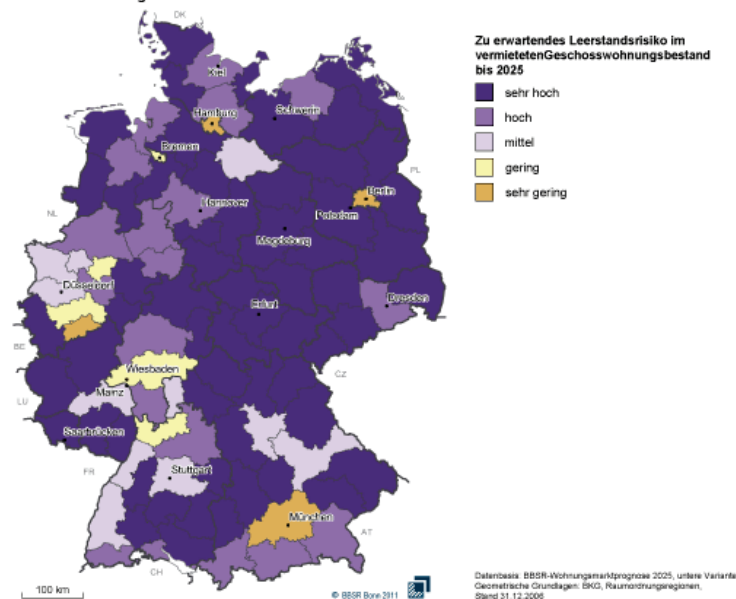 DK
Zu erwartendes Leerstandsrisiko im
vermietetenGeschosswohnungsbestand
bis 2025
sehr hoch
hoch
mittel
gering
sehr gering
Kiel
Hamburg
Schwerin
Bremen
PL
Berlin
Hannover
Potsdam
NL
Magdeburg
Düsseldorf
Dresden
Erfurt
BE
Wiesbaden
CZ
Mainz
LU
Saarbrücken
FR
Stuttgart
München
AT
CH
100 km
© BBSR Bonn 2011
Datenbasis: BBSR-Wohnungsmarktprognose 2025, untere Variante
Geometrische Grundlagen: BKG, Raumordnungsregionen,
Stand 31.12.2006